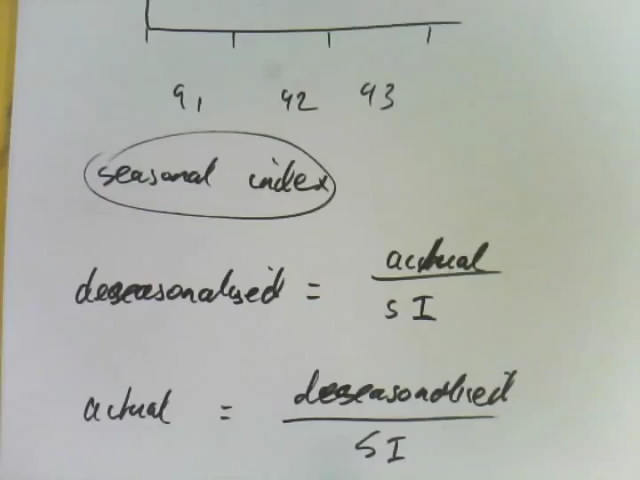 q1 q2 q3
seasonal index
deseasonalised = actual
SI
actual = deseasonalised
SI